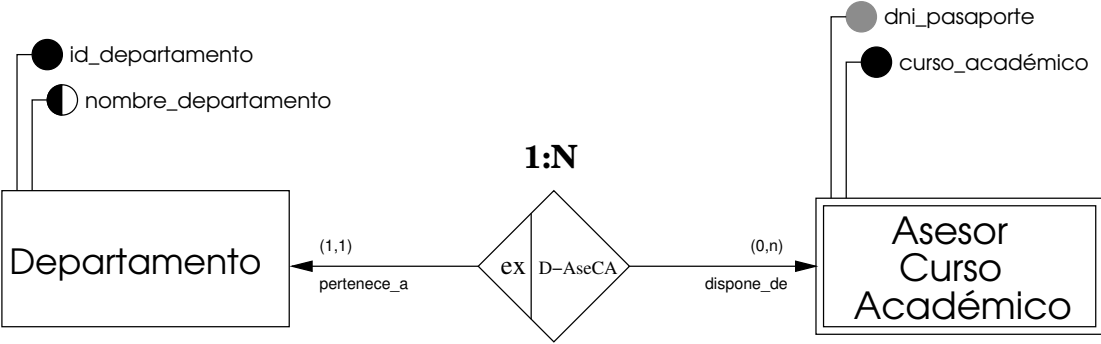 dni_pasaporte
id_departamento
curso_académico
nombre_departamento
1:N
Departamento
(1,1)
pertenece_a
ex
D-AseCA
(0,n)
dispone_de
Asesor
Curso
Académico